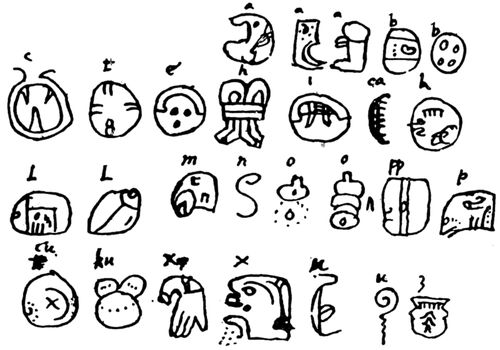 a a a b b
c t e h i ca k
L L m n o o pp p
cu ku x x u u z